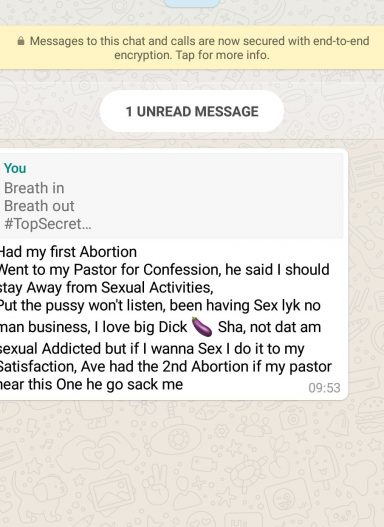 Messages to this chat and calls are now secured with end-to-end
encryption. Tap for more info.
1 UNREAD MESSAGE
You
Breath in
Breath out
#TopSecret...
Had my first Abortion
Went to my Pastor for Confession, he said I should
stay Away from Sexual Activities,
Put the pussy won't listen, been having Sex lyk no
man business, I love big Dick 🍆 Sha, not dat am
sexual Addicted but if I wanna Sex I do it to my
Satisfaction, Ave had the 2nd Abortion if my pastor
hear this One he go sack me
09:53